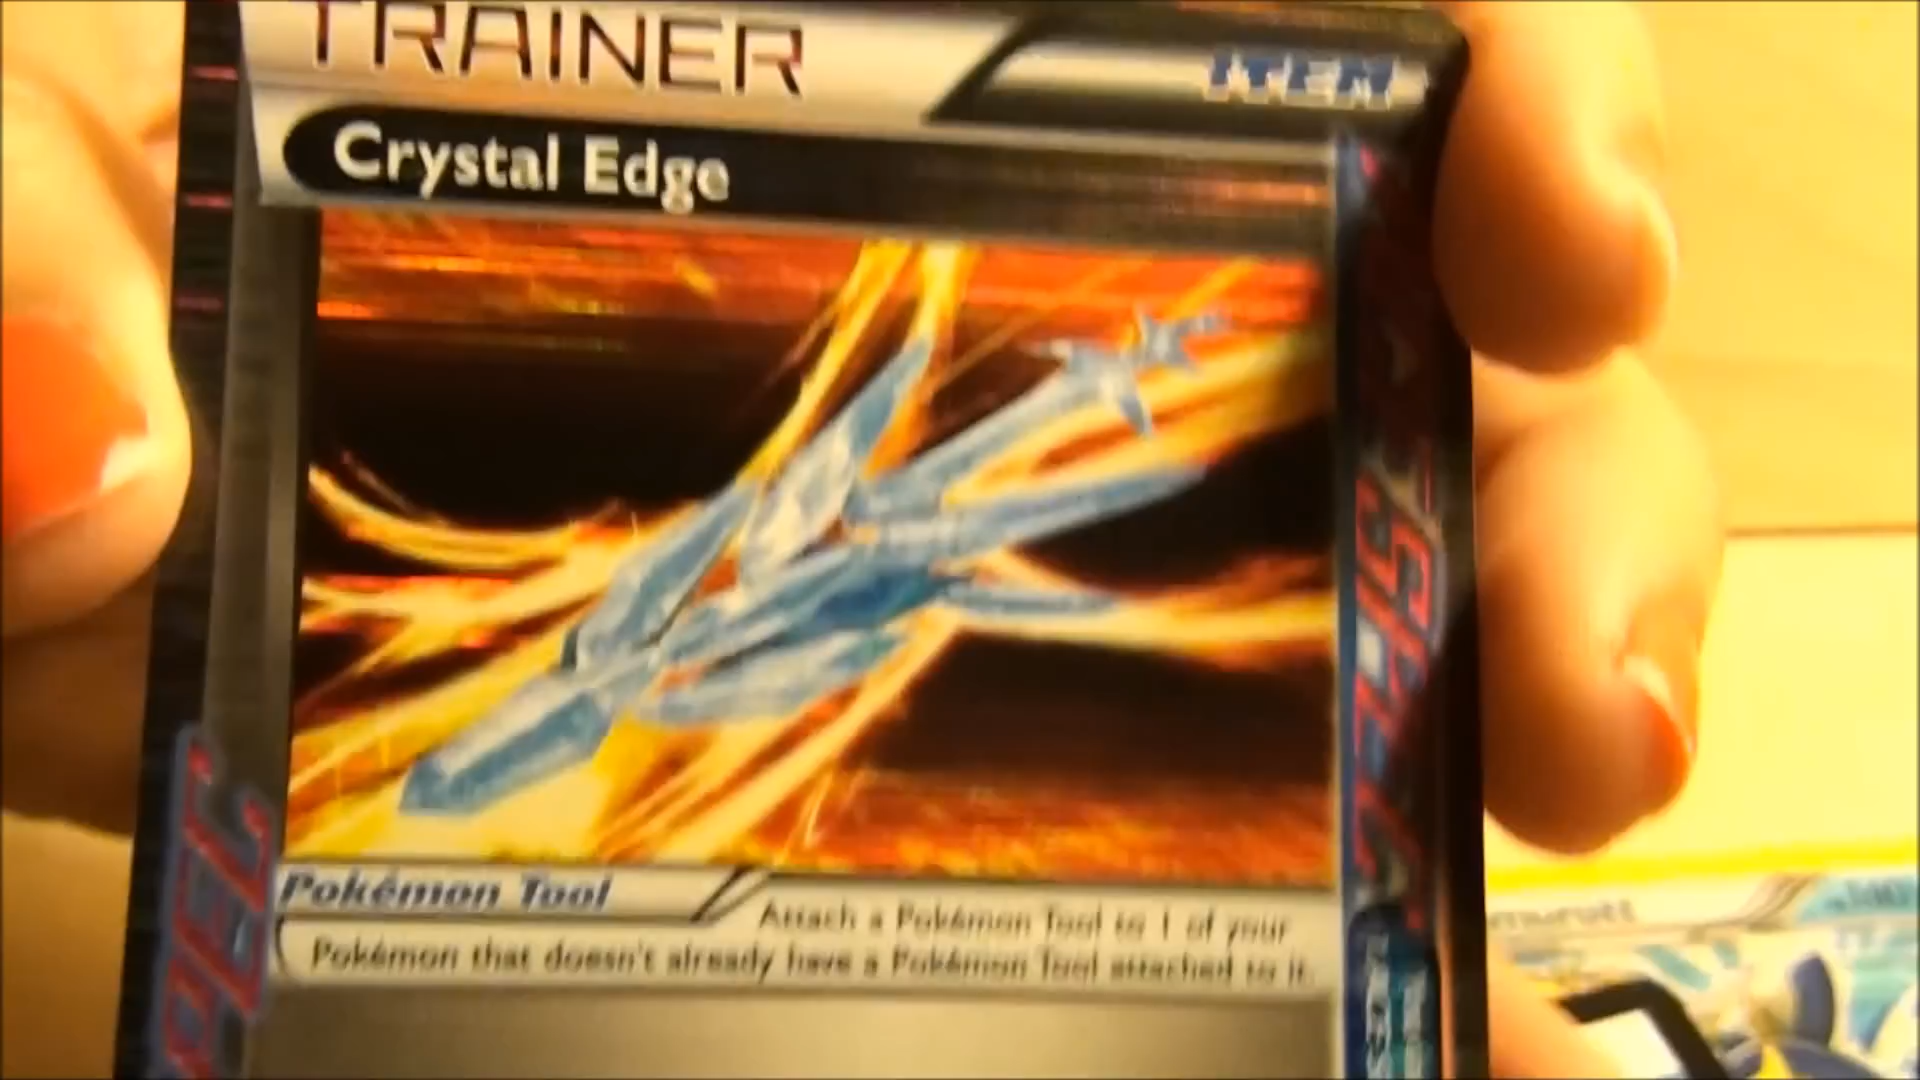 TRAINER
ITEM
Crystal Edge
Pokémon Tool
Attach a Pokémon Tool to 1 of your
Pokémon that doesn't already have a Pokémon Tool attached to it.